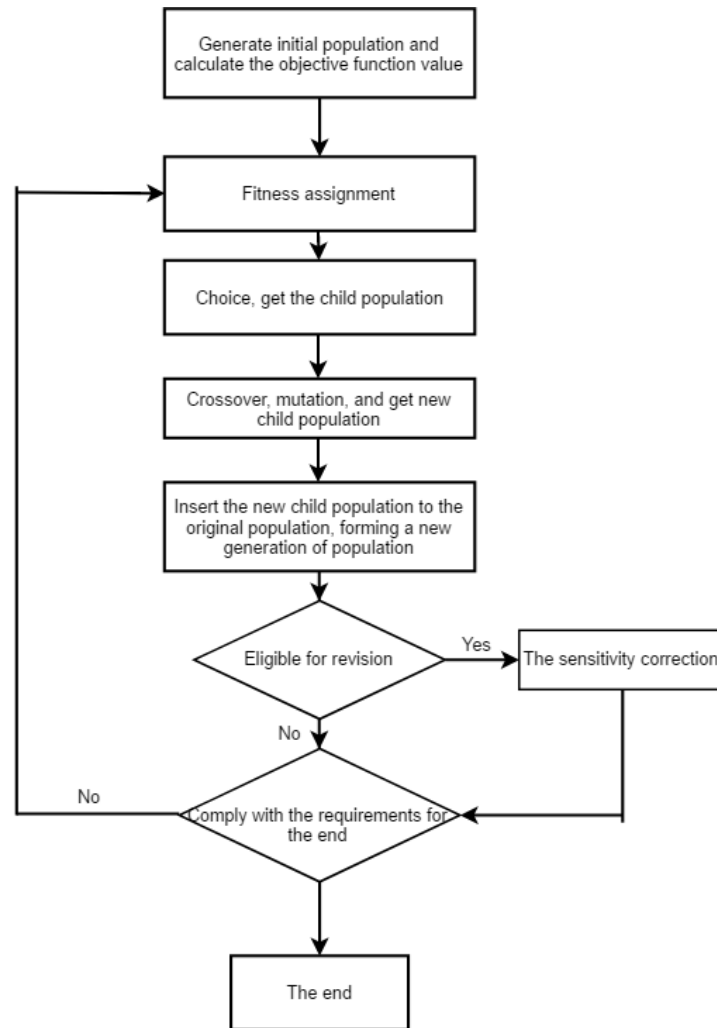 Generate initial population and
calculate the objective function value
Fitness assignment
Choice, get the child population
Crossover, mutation, and get new
child population
Insert the new child population to the
original population, forming a new
generation of population
Eligible for revision
Yes
The sensitivity correction
No
No
Comply with the requirements for
the end
The end